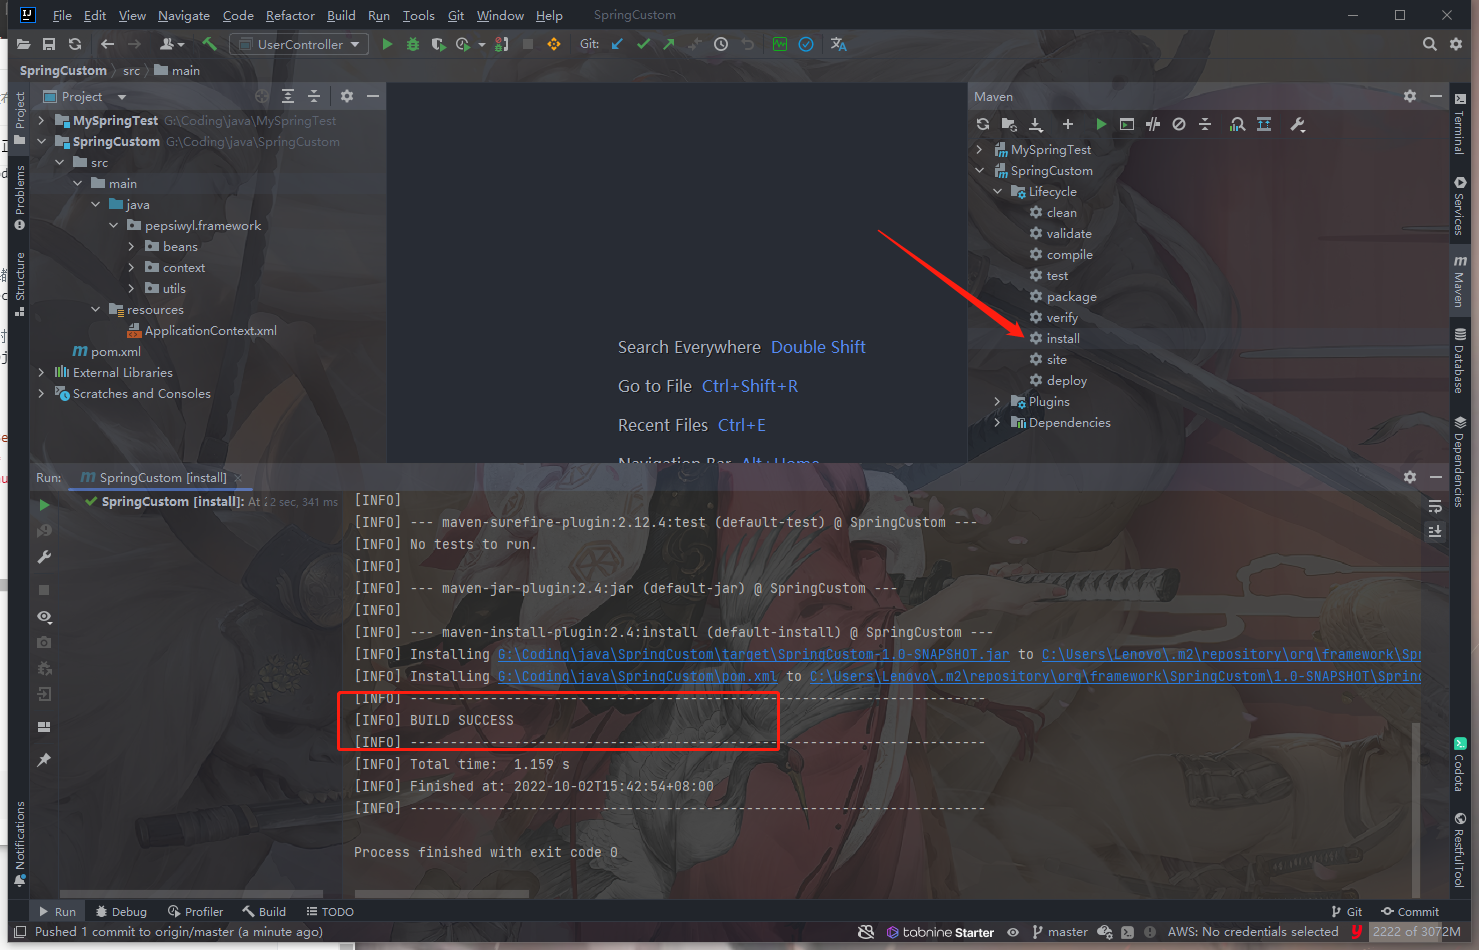 File Edit View Navigate Code Refactor Build Run Tools Git Window Help SpringCustom
UserController Git:
SpringCustom src main
Project
MySpringTest G:\Coding\java\MySpringTest
SpringCustom G:\Coding\java\SpringCustom
src
main
java
pepsiwyl.framework
beans
context
utils
resources
ApplicationContext.xml
pom.xml
External Libraries
Scratches and Consoles
Project
Problems
Structure
Notifications
Search Everywhere Double Shift
Go to File Ctrl+Shift+R
Recent Files Ctrl+E
Navigation Bar Alt+Home
Maven
MySpringTest
SpringCustom
Lifecycle
clean
validate
compile
test
package
verify
install
site
deploy
Plugins
Dependencies
Terminal
Services
Maven
Database
Dependencies
Codota
RestfulTool
Run: SpringCustom [install]
SpringCustom [install]: At 2 sec, 341 ms
[INFO]
[INFO] --- maven-surefire-plugin:2.12.4:test (default-test) @ SpringCustom ---
[INFO] No tests to run.
[INFO]
[INFO] --- maven-jar-plugin:2.4:jar (default-jar) @ SpringCustom ---
[INFO]
[INFO] --- maven-install-plugin:2.4:install (default-install) @ SpringCustom ---
[INFO] Installing G:\Coding\java\SpringCustom\target\SpringCustom-1.0-SNAPSHOT.jar to C:\Users\Lenovo\.m2\repository\org\framework\Spr
[INFO] Installing G:\Coding\java\SpringCustom\pom.xml to C:\Users\Lenovo\.m2\repository\org\framework\SpringCustom\1.0-SNAPSHOT\Spring
[INFO] ------------------------------------------------------------------------
[INFO] BUILD SUCCESS
[INFO] ------------------------------------------------------------------------
[INFO] Total time:  1.159 s
[INFO] Finished at: 2022-10-02T15:42:54+08:00
[INFO] ------------------------------------------------------------------------
Process finished with exit code 0
Run Debug Profiler Build TODO Git Commit
Pushed 1 commit to origin/master (a minute ago) tabnine Starter master AWS: No credentials selected 2222 of 3072M